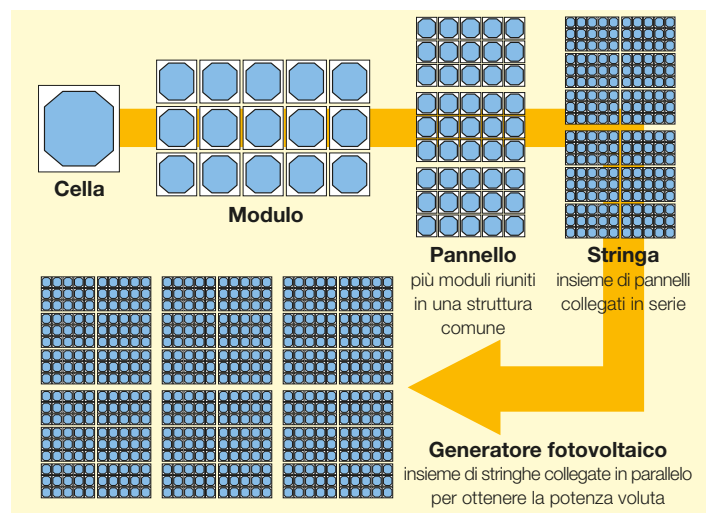 Cella
Modulo
Pannello
più moduli riuniti
in una struttura
comune
Stringa
insieme di pannelli
collegati in serie
Generatore fotovoltaico
insieme di stringhe collegate in parallelo
per ottenere la potenza voluta